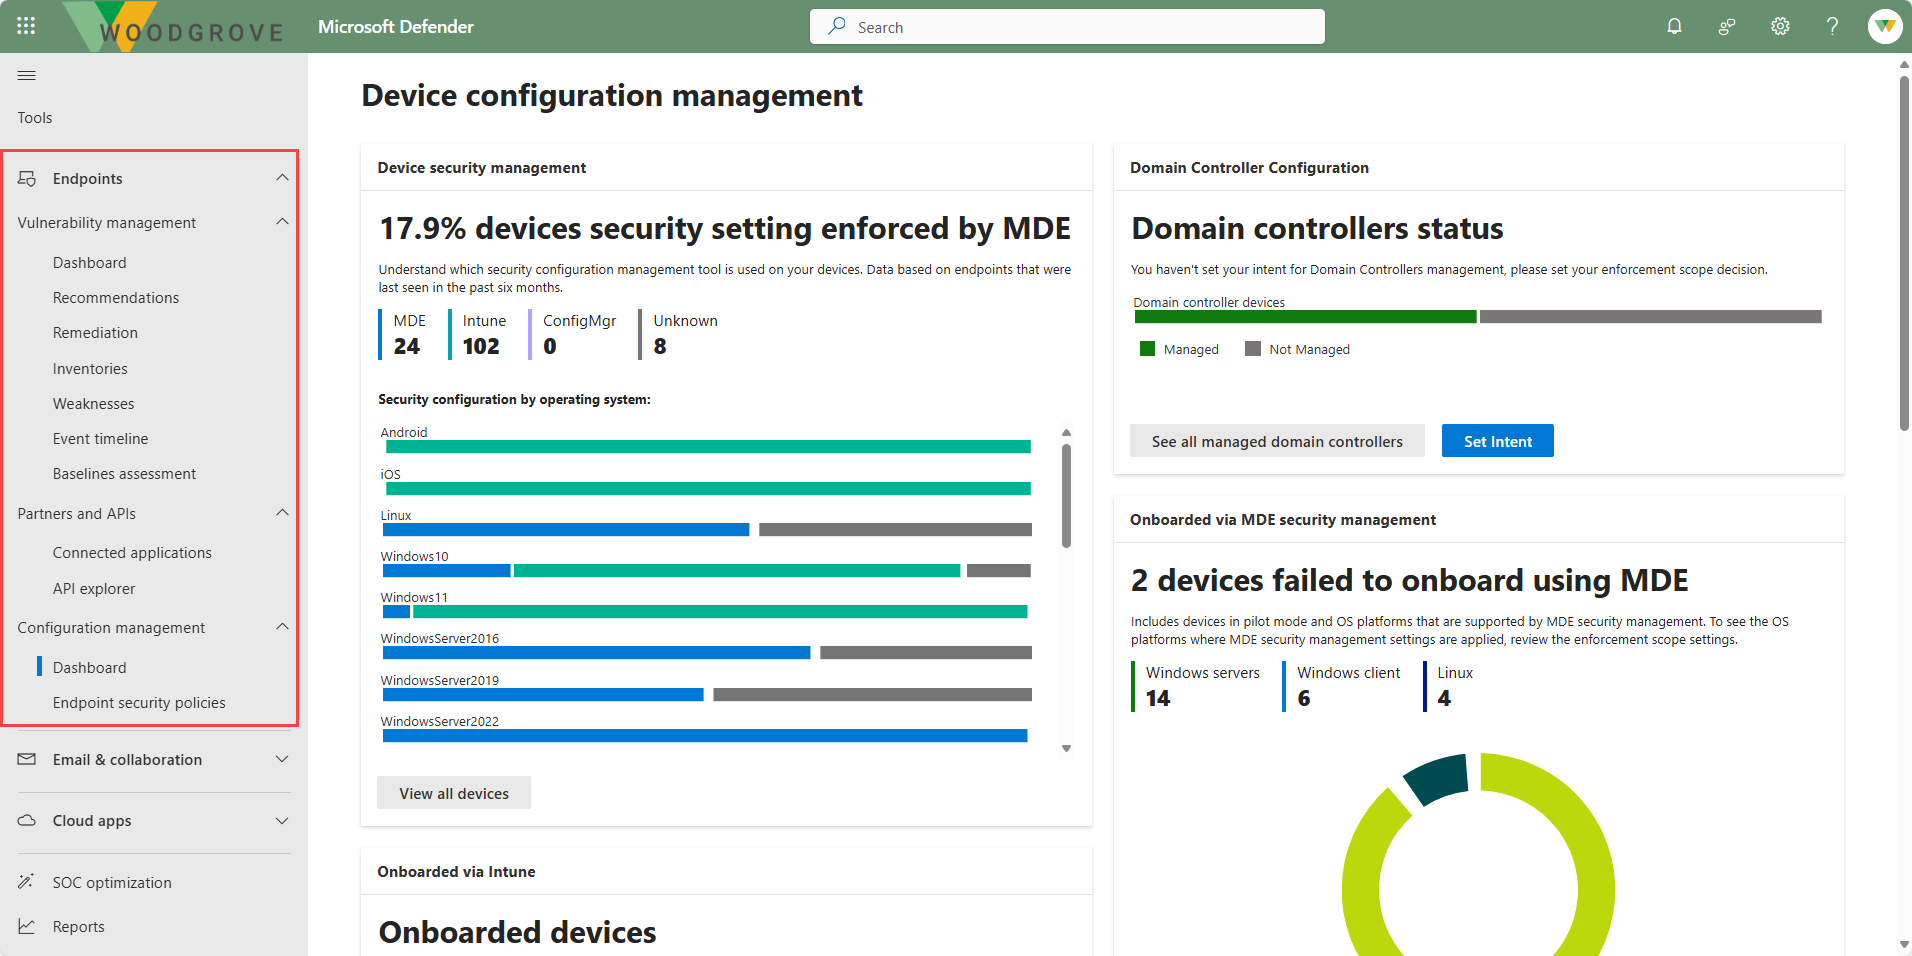 WOODGROVE
Microsoft Defender
Search
Tools
Endpoints
Vulnerability management
Dashboard
Recommendations
Remediation
Inventories
Weaknesses
Event timeline
Baselines assessment
Partners and APIs
Connected applications
API explorer
Configuration management
Dashboard
Endpoint security policies
Email & collaboration
Cloud apps
SOC optimization
Reports
Device configuration management
Device security management
17.9% devices security setting enforced by MDE
Understand which security configuration management tool is used on your devices. Data based on endpoints that were
last seen in the past six months.
MDE Intune ConfigMgr Unknown
24 102 0 8
Security configuration by operating system:
Android
iOS
Linux
Windows10
Windows11
WindowsServer2016
WindowsServer2019
WindowsServer2022
View all devices
Onboarded via Intune
Onboarded devices
Domain Controller Configuration
Domain controllers status
You haven't set your intent for Domain Controllers management, please set your enforcement scope decision.
Domain controller devices
Managed Not Managed
See all managed domain controllers Set Intent
Onboarded via MDE security management
2 devices failed to onboard using MDE
Includes devices in pilot mode and OS platforms that are supported by MDE security management. To see the OS
platforms where MDE security management settings are applied, review the enforcement scope settings.
Windows servers Windows client Linux
14 6 4